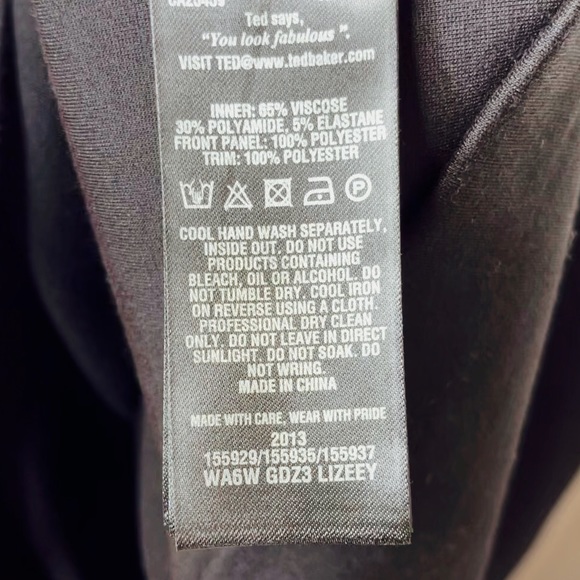 Ted says,
"You look fabulous".
VISIT TED@www.tedbaker.com
INNER: 65% VISCOSE
30% POLYAMIDE, 5% ELASTANE
FRONT PANEL: 100% POLYESTER
TRIM: 100% POLYESTER
P
COOL HAND WASH SEPARATELY,
INSIDE OUT. DO NOT USE
PRODUCTS CONTAINING
BLEACH, OIL OR ALCOHOL. DO
NOT TUMBLE DRY. COOL IRON
ON REVERSE USING A CLOTH.
PROFESSIONAL DRY CLEAN
ONLY. DO NOT LEAVE IN DIRECT
SUNLIGHT. DO NOT SOAK. DO
NOT WRING.
MADE IN CHINA
MADE WITH CARE, WEAR WITH PRIDE
2013
155929/155935/155937
WA6W GDZ3 LIZEEY